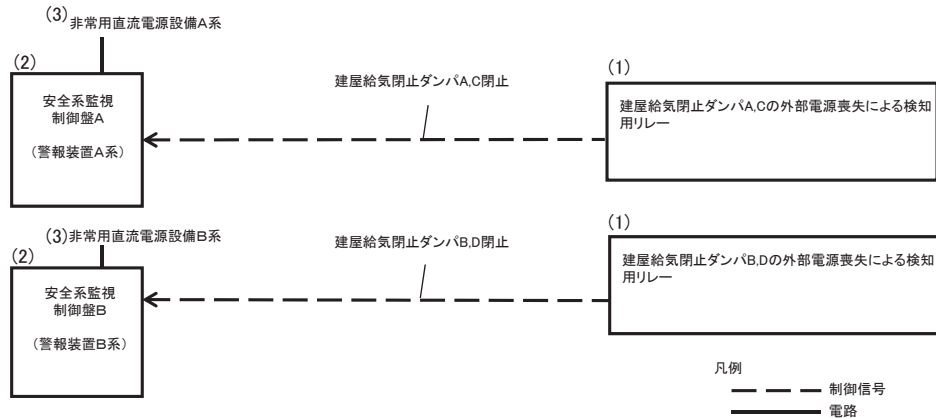 (3) 非常用直流電源設備A系
(2)
安全系監視
制御盤A
(警報装置A系)
建屋給気閉止ダンパA,C閉止
(1)
建屋給気閉止ダンパA,Cの外部電源喪失による検知
用リレー
(3)非常用直流電源設備B系
(2)
安全系監視
制御盤B
(警報装置B系)
建屋給気閉止ダンパB,D閉止
(1)
建屋給気閉止ダンパB,Dの外部電源喪失による検知
用リレー
凡例
制御信号
電路